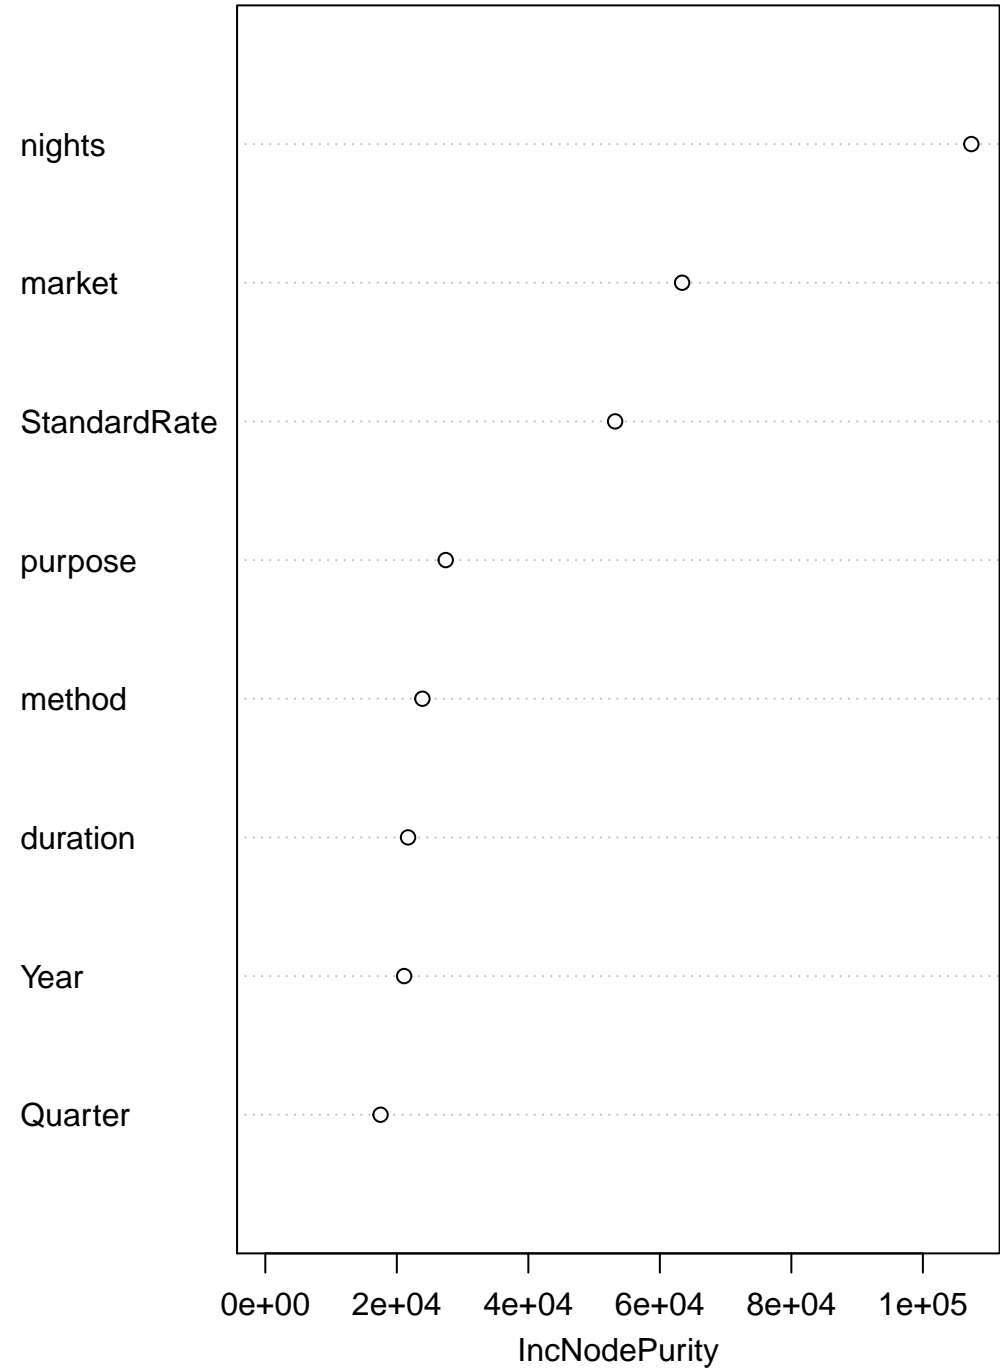 nights
market
StandardRate
purpose
method
duration
Year
Quarter
0e+00 2e+04 4e+04 6e+04 8e+04 1e+05
IncNodePurity